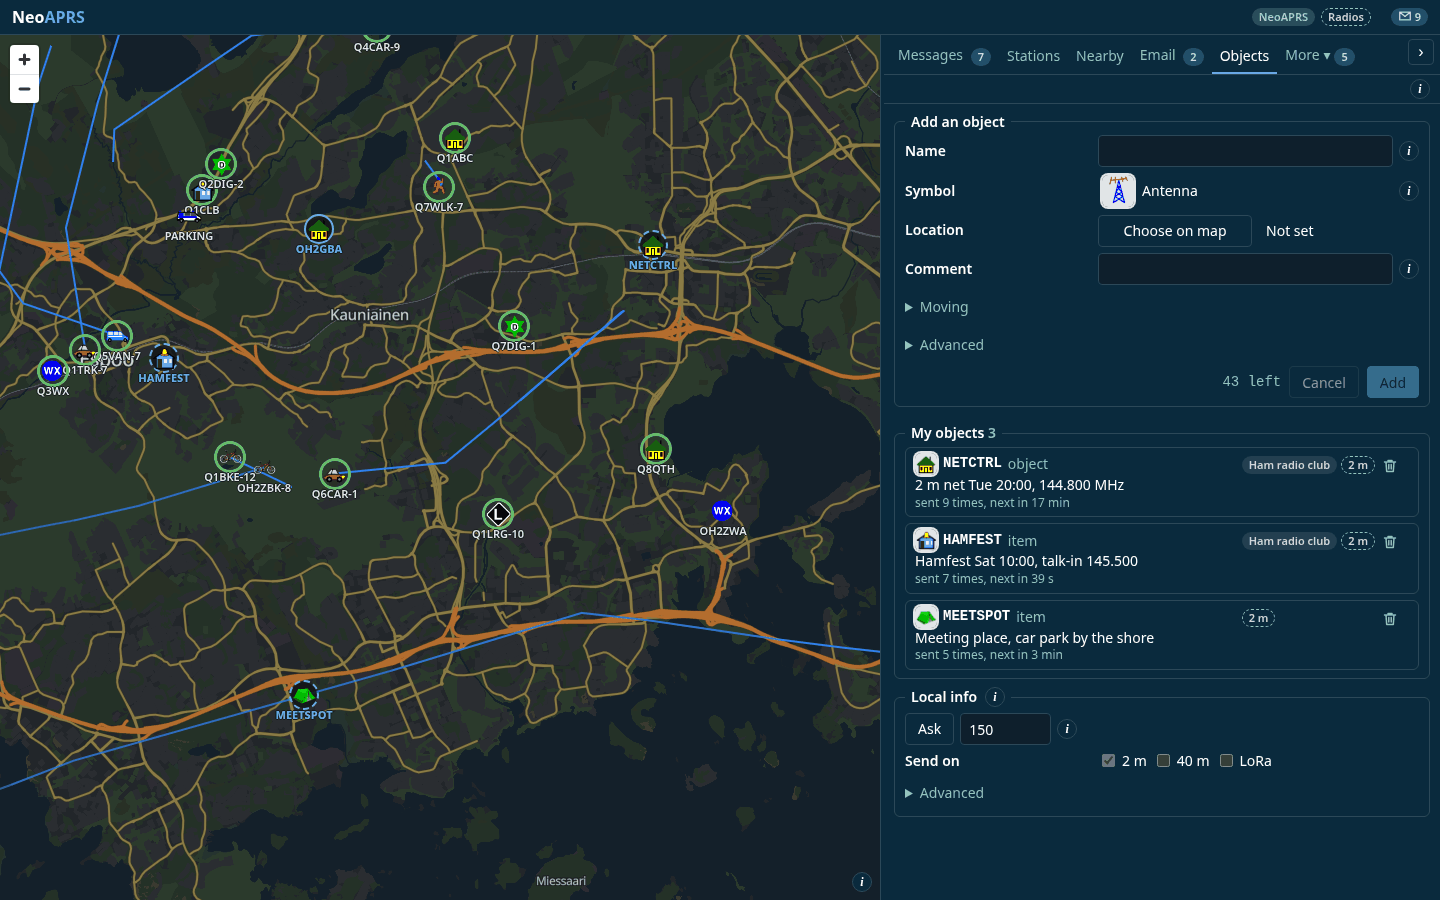 NeoAPRS
NeoAPRS
Radios
9
+
−
Q4CAR-9
Q1ABC
Q2DIG-2
Q1CLB
PARKING
Q7WLK-7
OH2GBA
NETCTRL
Kauniainen
Q7DIG-1
Q5VAN-7
Q1TRK-7
HAMFEST
WX
Q3WX
Q1BKE-12
OH2ZBK-8
Q6CAR-1
Q8QTH
L
Q1LRG-10
WX
OH2ZWA
MEETSPOT
Miessaari
i
Messages 7
Stations
Nearby
Email 2
Objects
More ▾ 5
›
i
Add an object
Name
i
Symbol
Antenna
i
Location
Choose on map
Not set
Comment
i
▶ Moving
▶ Advanced
43 left
Cancel
Add
My objects 3
NETCTRL object
Ham radio club
2 m
2 m net Tue 20:00, 144.800 MHz
sent 9 times, next in 17 min
HAMFEST item
Ham radio club
2 m
Hamfest Sat 10:00, talk-in 145.500
sent 7 times, next in 39 s
MEETSPOT item
2 m
Meeting place, car park by the shore
sent 5 times, next in 3 min
Local info i
Ask
150
i
Send on
2 m
40 m
LoRa
▶ Advanced